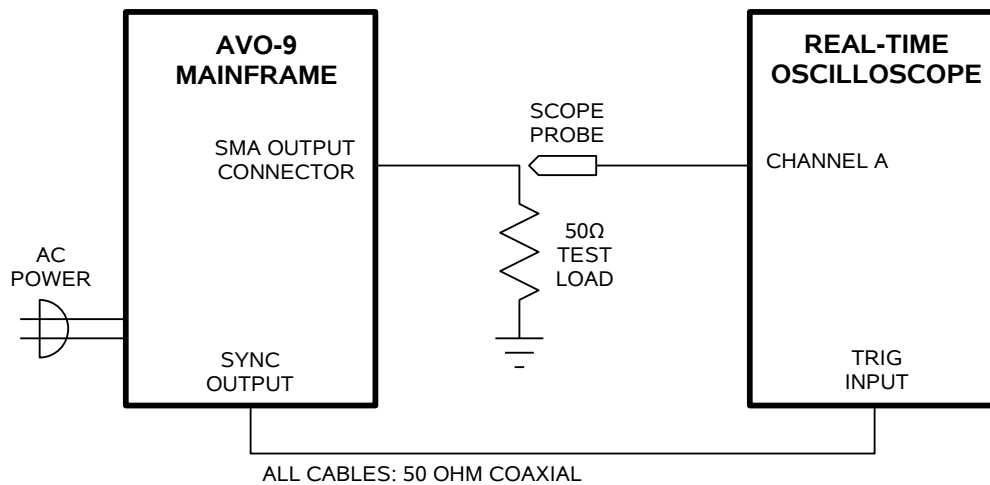 AVO-9
MAINFRAME
REAL-TIME
OSCILLOSCOPE
SCOPE
PROBE
SMA OUTPUT
CONNECTOR
CHANNEL A
50Ω
TEST
LOAD
AC
POWER
SYNC
OUTPUT
TRIG
INPUT
ALL CABLES: 50 OHM COAXIAL